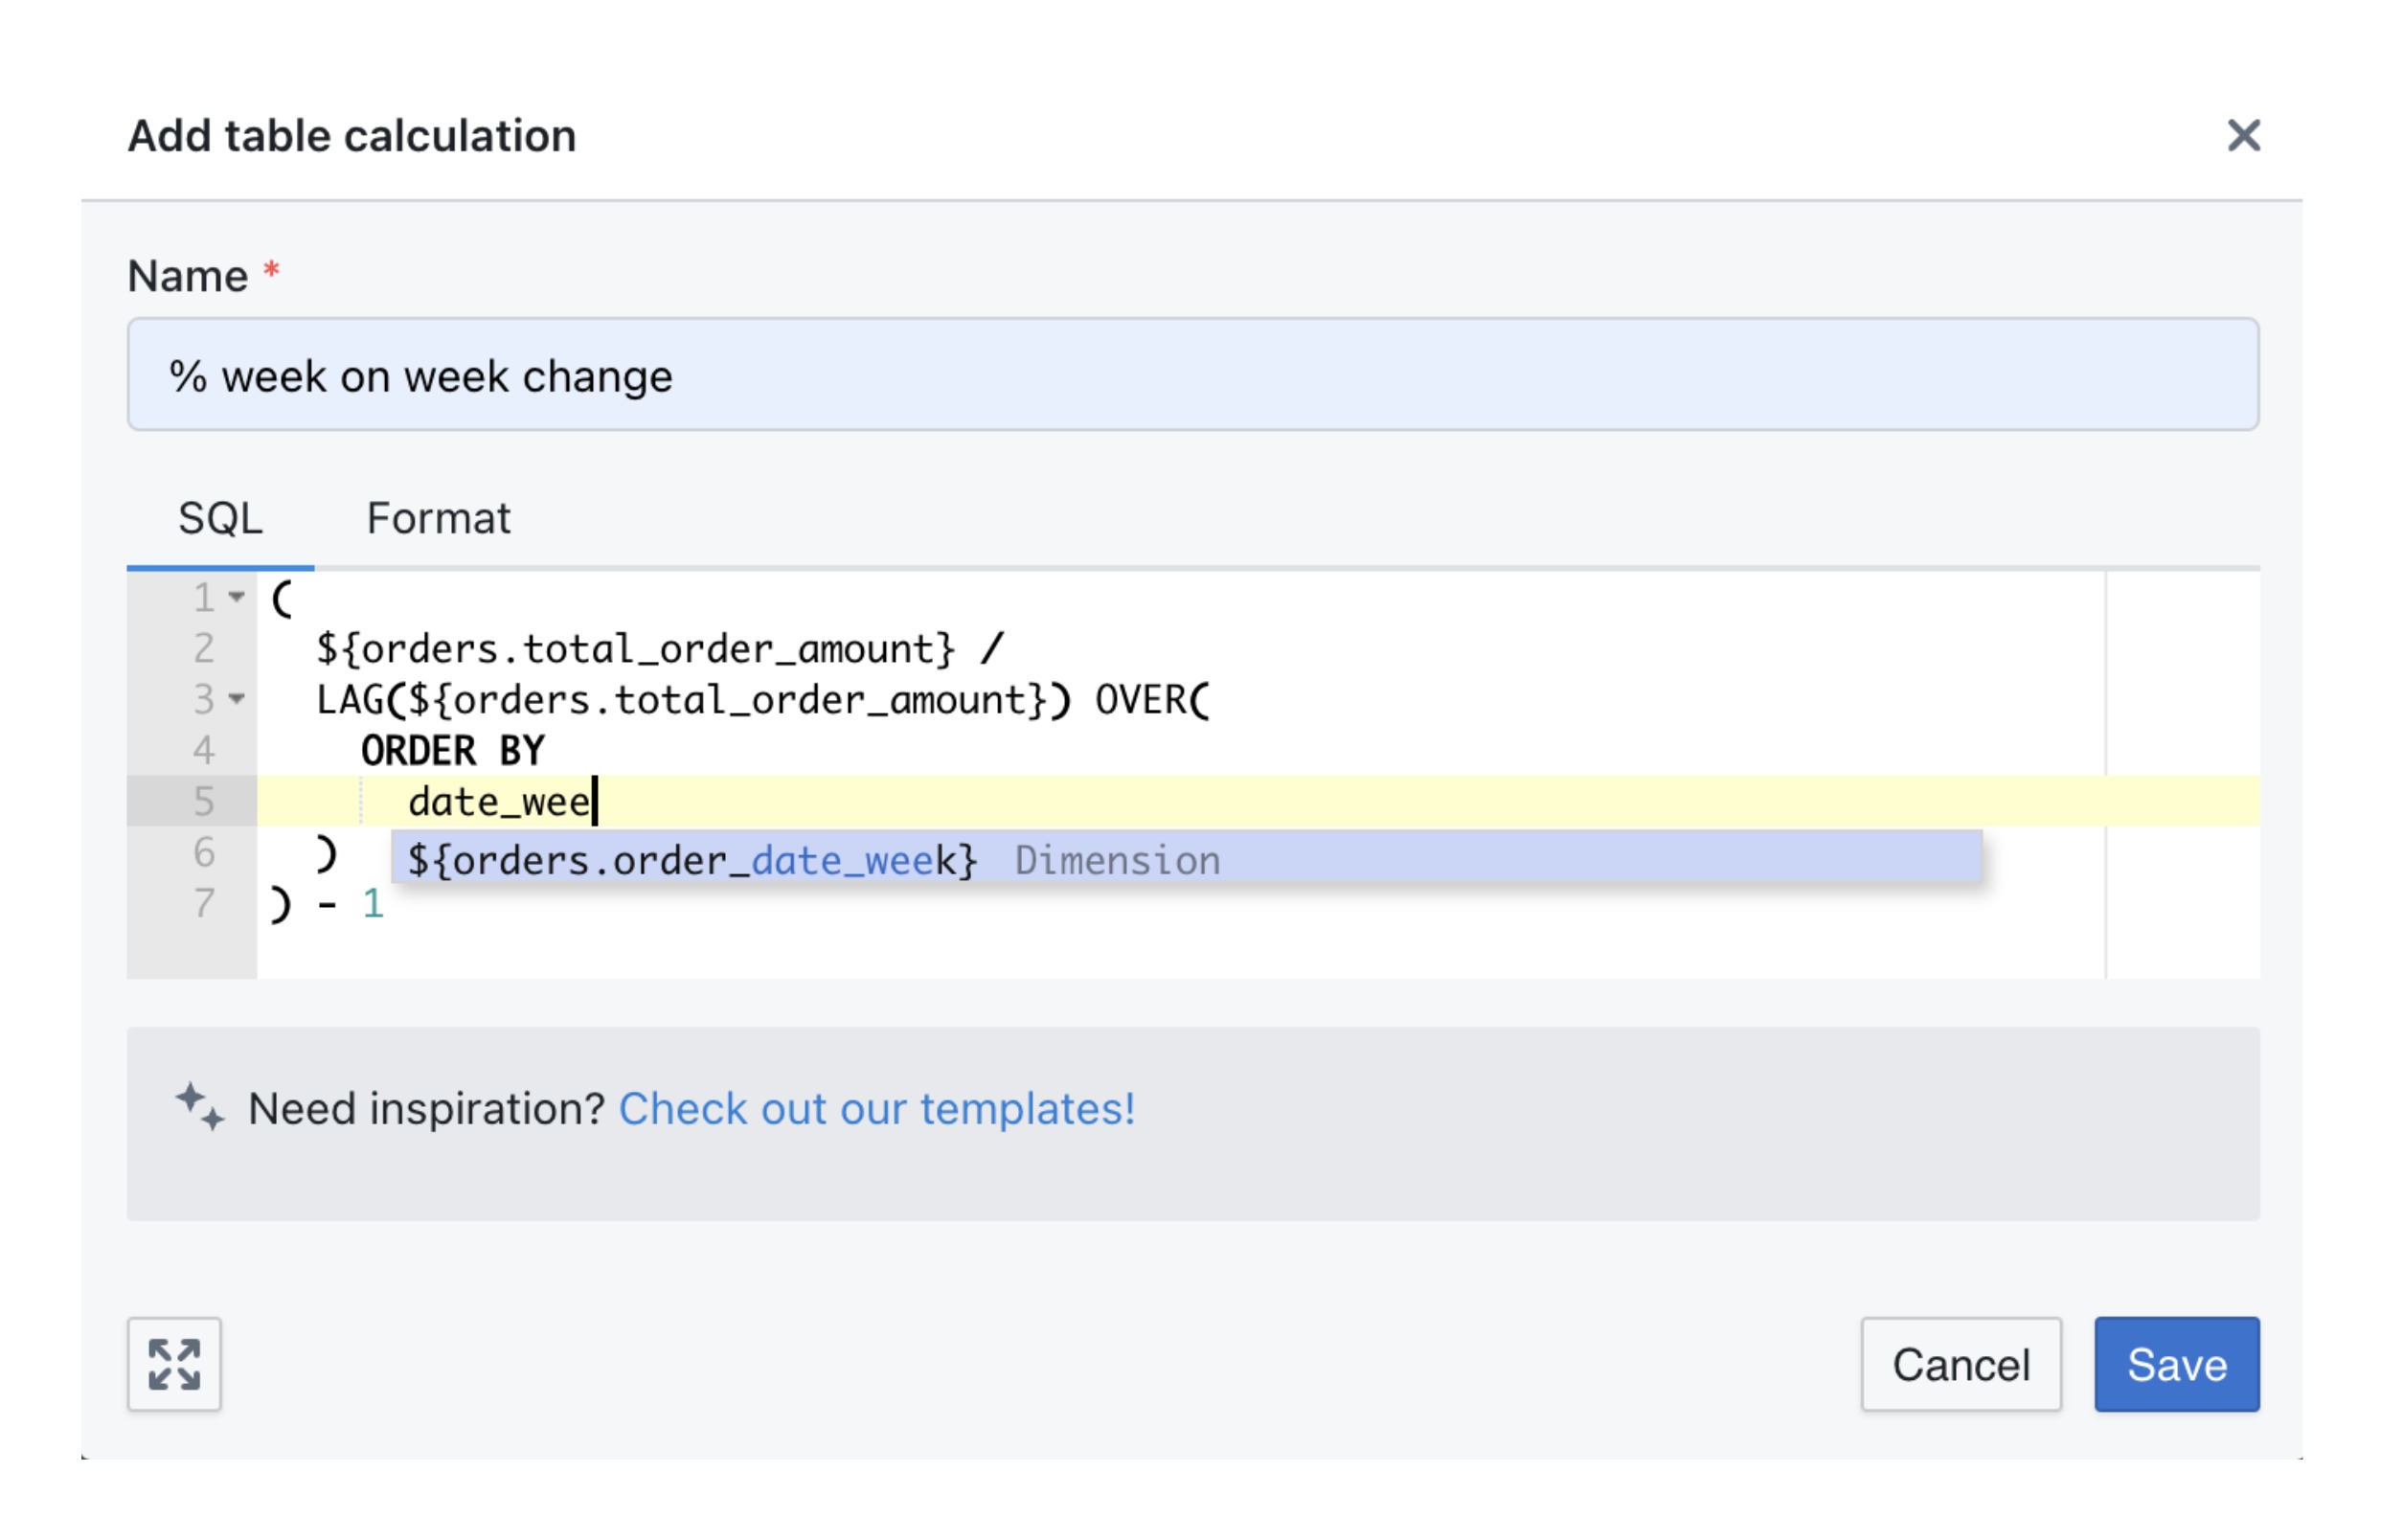 Add table calculation
Name *
% week on week change
SQL Format
1 (
2 ${orders.total_order_amount} /
3 LAG(${orders.total_order_amount}) OVER(
4 ORDER BY
5 date_wee
6 )
${orders.order_date_week} Dimension
7 ) - 1
Need inspiration? Check out our templates!
Cancel Save